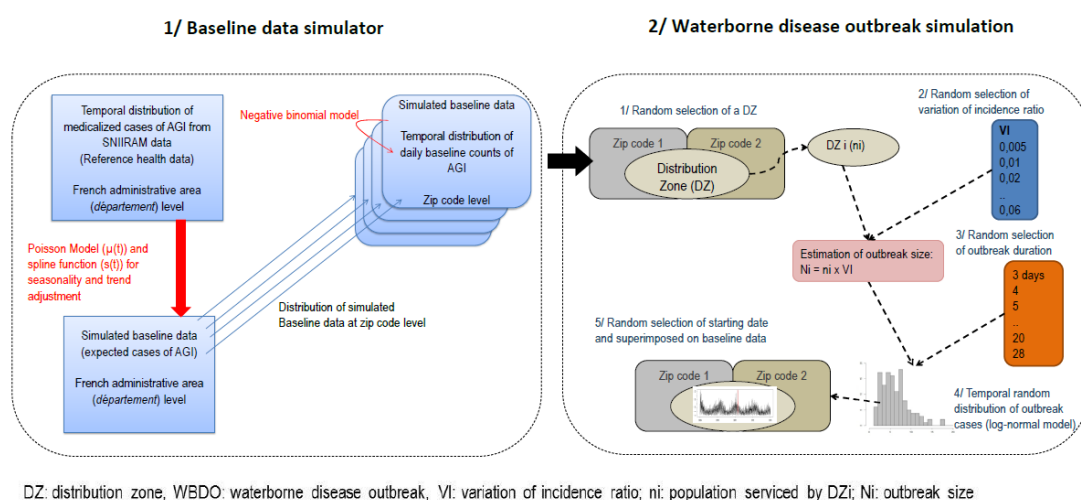 1/ Baseline data simulator
Temporal distribution of
medicalized cases of AGI from
SNIIRAM data
(Reference health data)
French administrative area
(département) level
Poisson Model (μ(t)) and
spline function (s(t)) for
seasonality and trend
adjustment
Simulated baseline data
(expected cases of AGI)
French administrative area
(département) level
Negative binomial model
Simulated baseline data
Temporal distribution of
daily baseline counts of
AGI
Zip code level
Distribution of simulated
Baseline data at zip code level
2/ Waterborne disease outbreak simulation
1/ Random selection of a DZ
Zip code 1
Zip code 2
Distribution
Zone (DZ)
DZ i (ni)
2/ Random selection of
variation of incidence ratio
VI
0,005
0,01
0,02
..
0,06
Estimation of outbreak size:
Ni = ni x VI
3/ Random selection
of outbreak duration
3 days
4
5
..
20
28
4/ Temporal random
distribution of outbreak
cases (log-normal model)
5/ Random selection of starting date
and superimposed on baseline data
Zip code 1
Zip code 2
DZ: distribution zone, WBDO: waterborne disease outbreak, VI: variation of incidence ratio; ni: population serviced by DZi; Ni: outbreak size